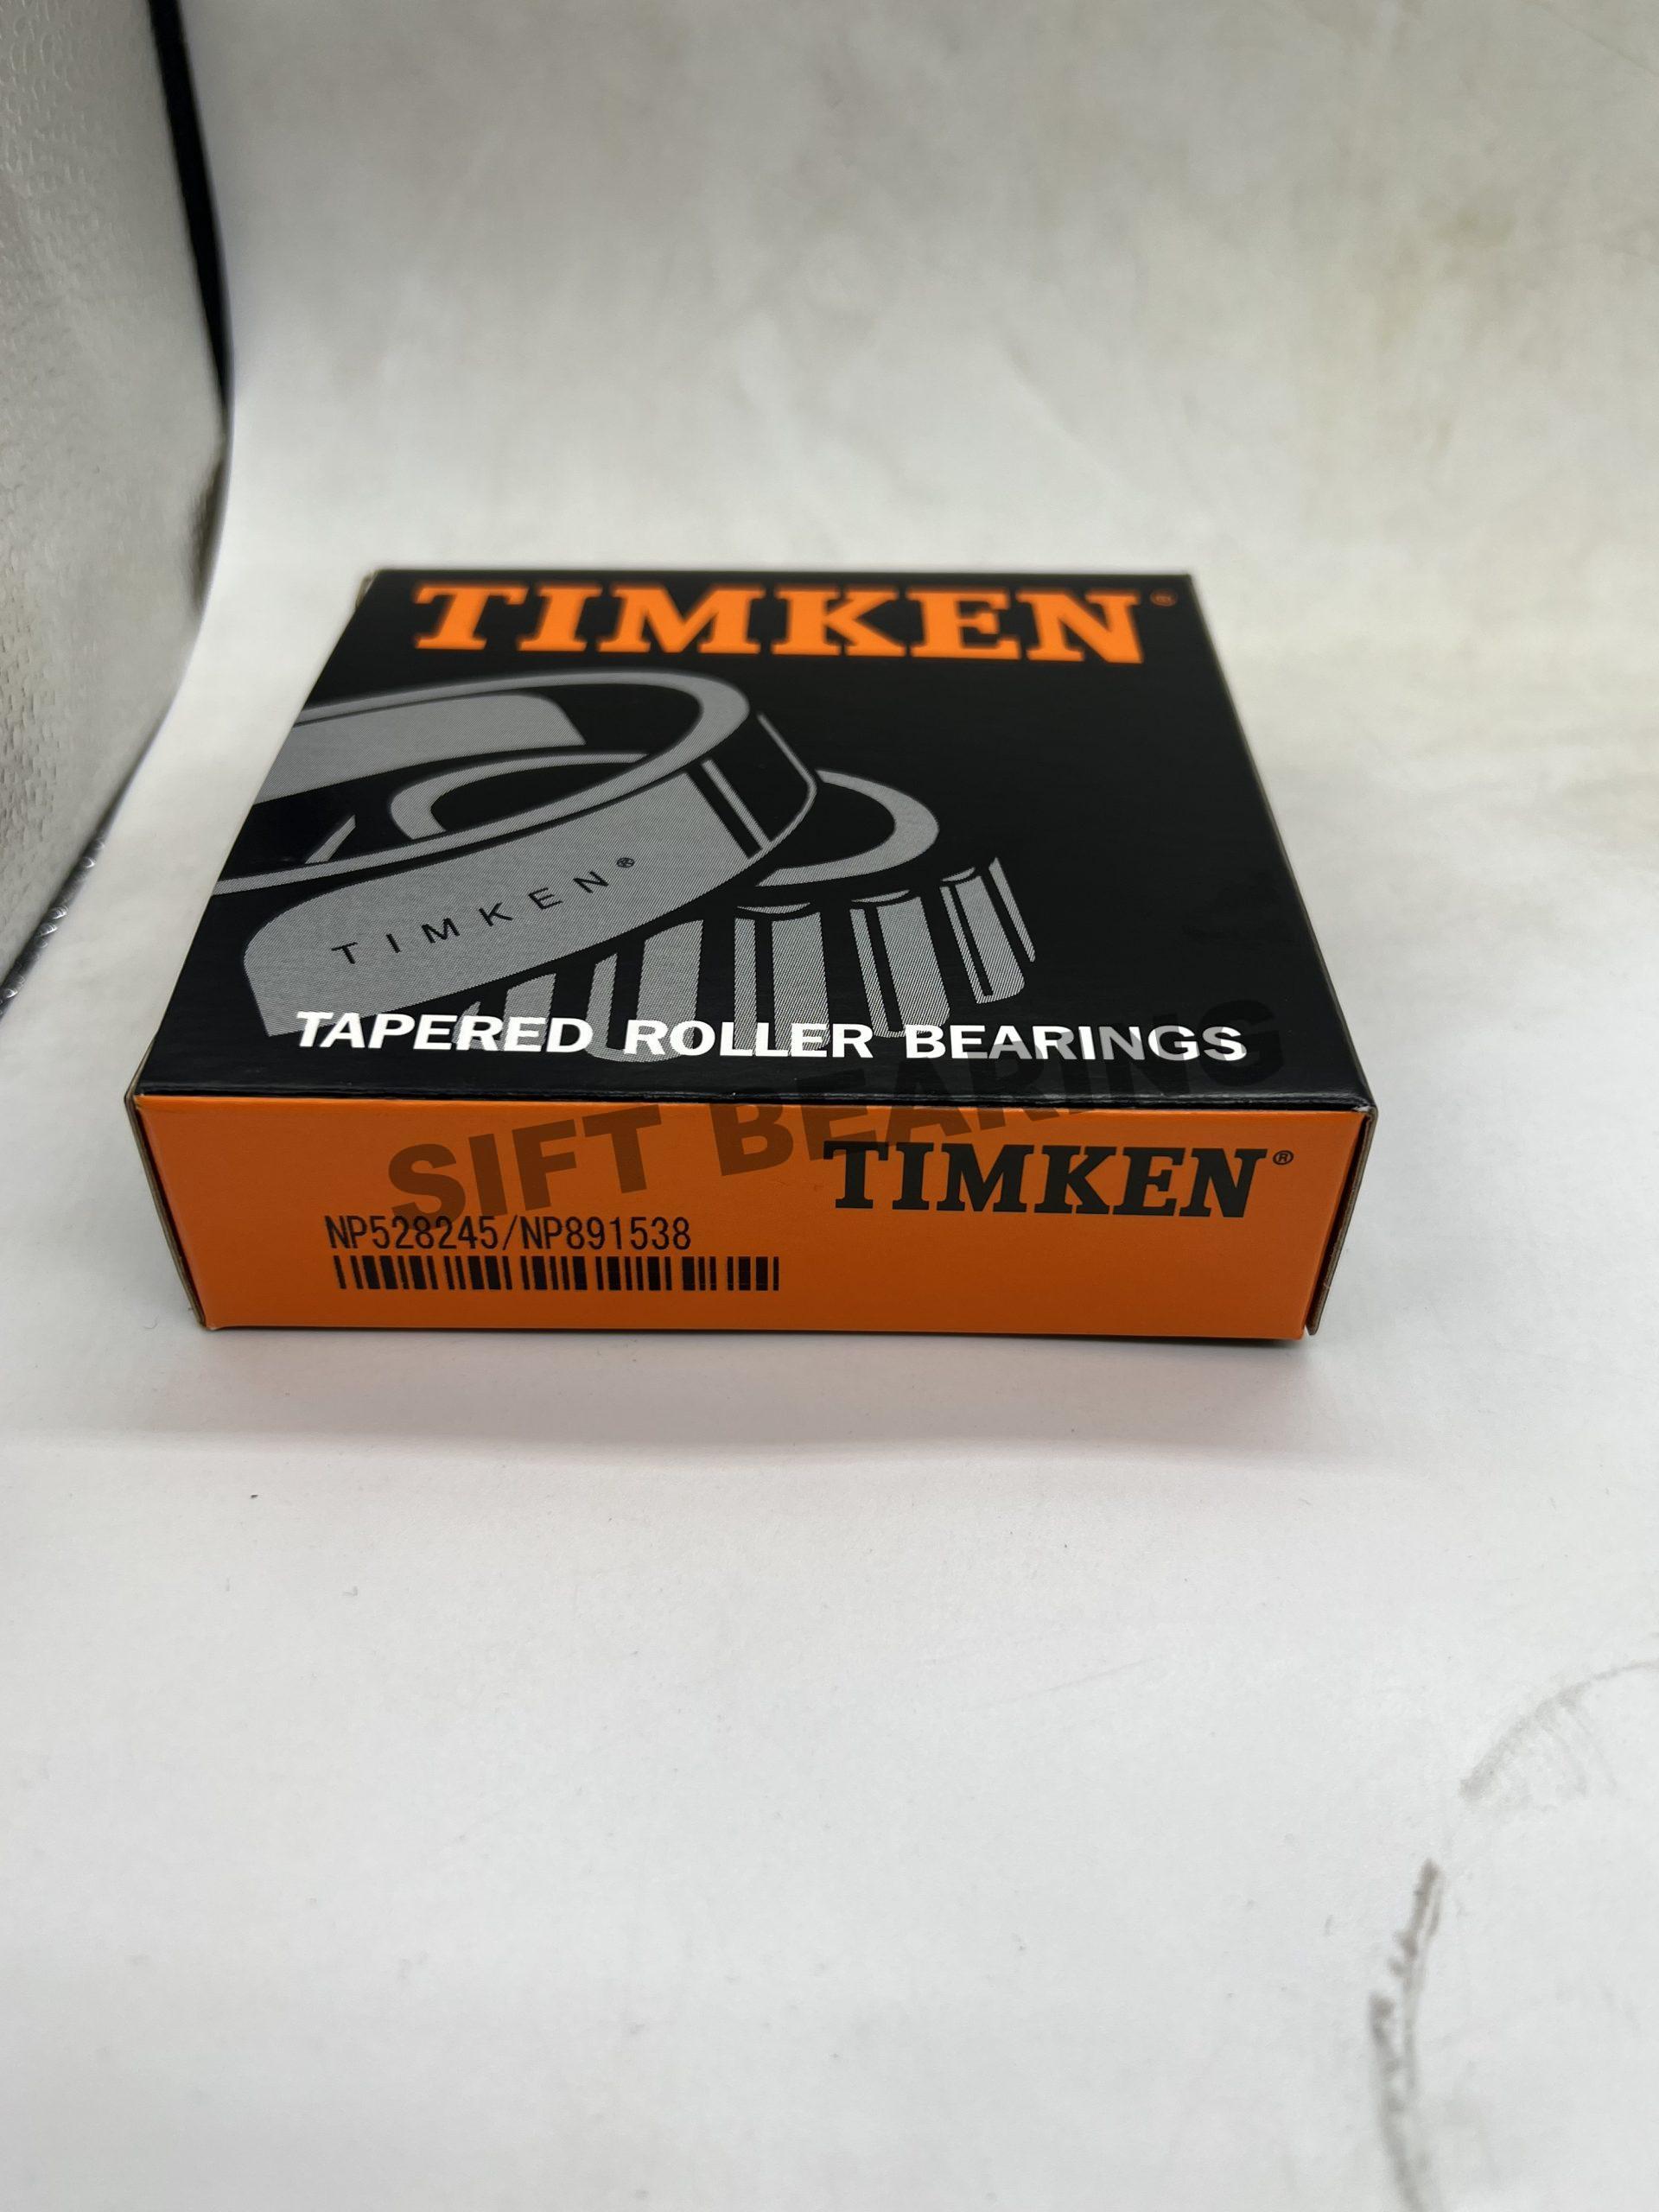 TIMKEN®
TIMKEN®
TAPERED ROLLER BEARINGS
SIFT BEARING
TIMKEN®
NP528245/NP891538